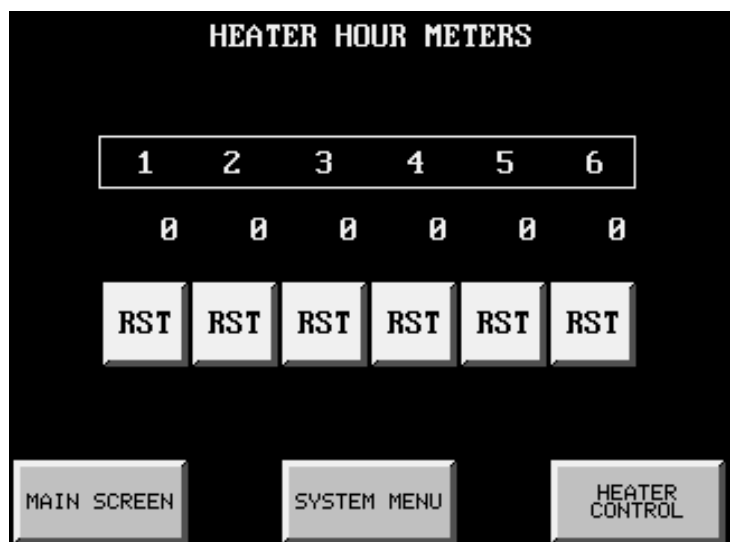 HEATER HOUR METERS
1 2 3 4 5 6
0 0 0 0 0 0
RST RST RST RST RST RST
MAIN SCREEN SYSTEM MENU HEATER CONTROL